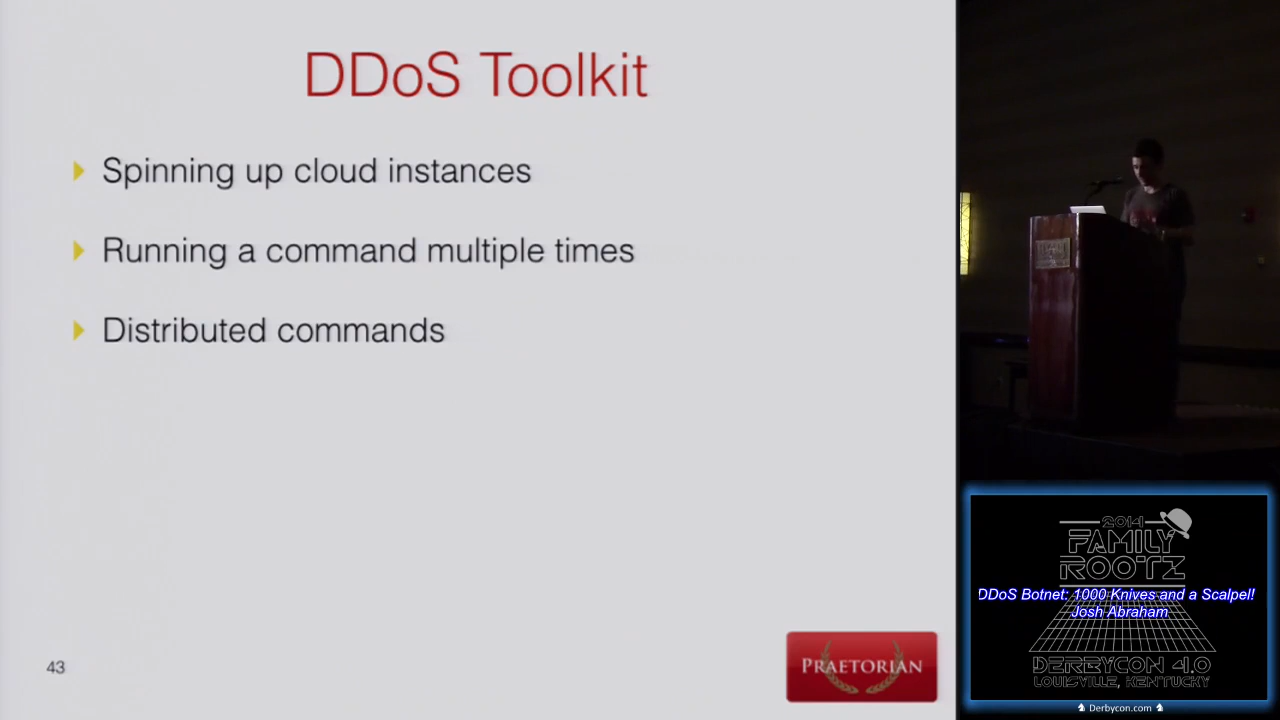 DDoS Toolkit
Spinning up cloud instances
Running a command multiple times
Distributed commands
43
PRAETORIAN
2014
FAMILY
ROOTZ
DDoS Botnet: 1000 Knives and a Scalpel!
Josh Abraham
DERBYCON 4.0
LOUISVILLE, KENTUCKY
Derbycon.com